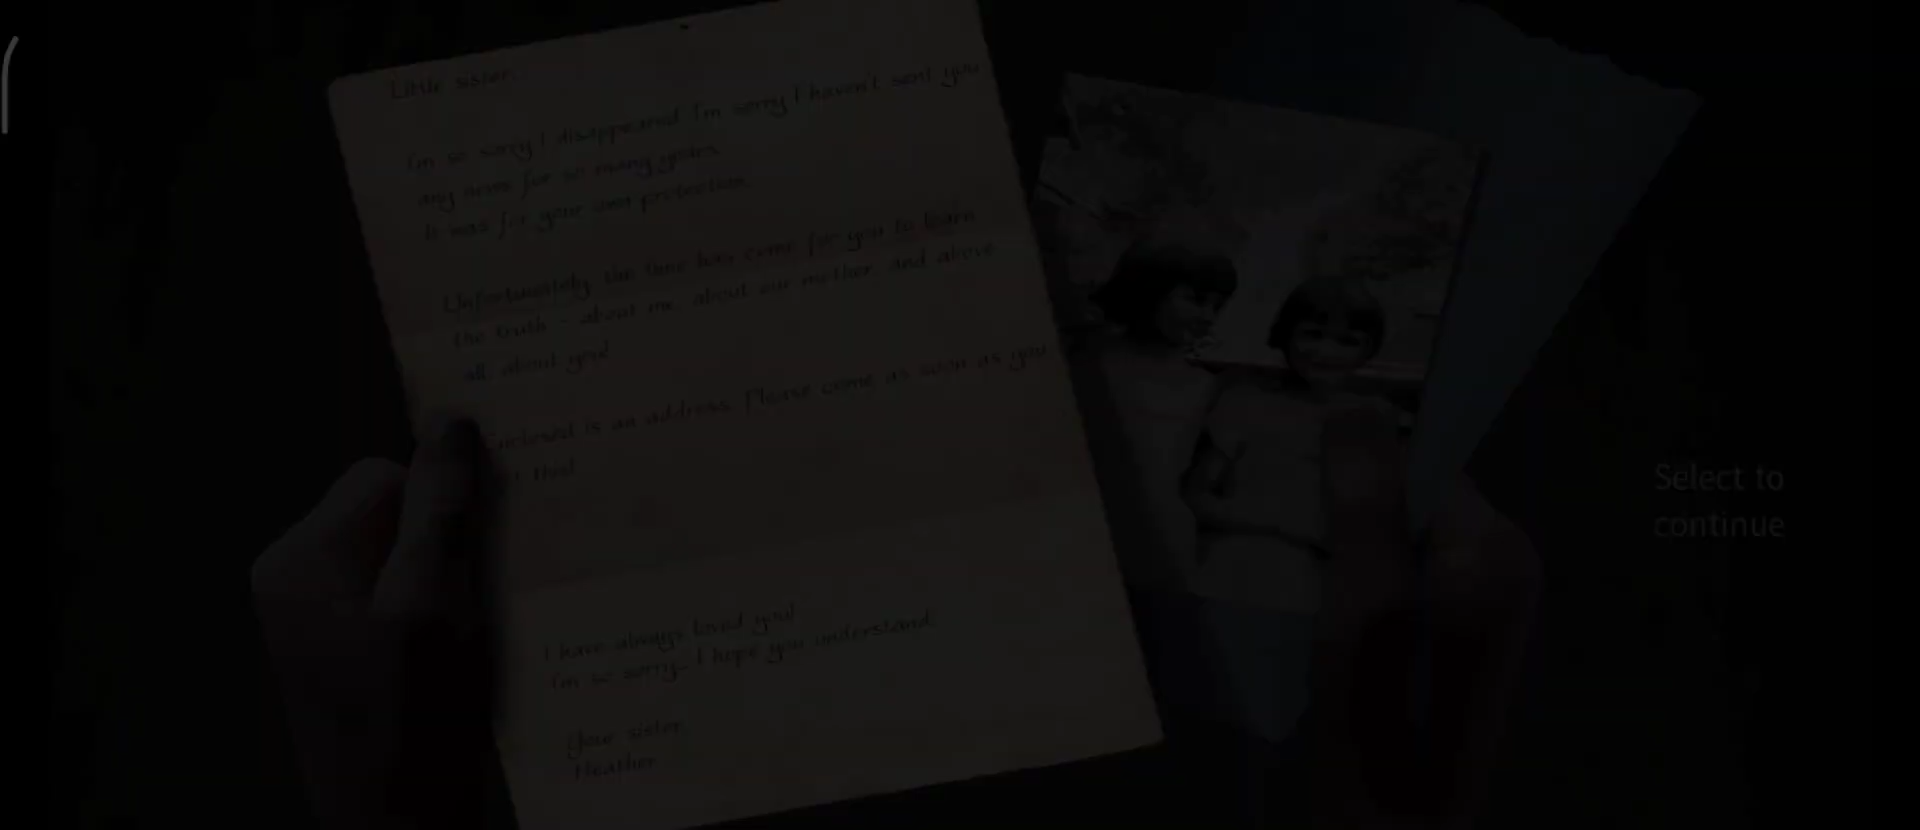 Little sister,
I'm so sorry I disappeared. I'm sorry I haven't sent you
any news for so many years.
It was for your own protection.
Unfortunately, the time has come for you to learn
the truth - about me, about our mother, and above
all, about you!
Enclosed is an address. Please come as soon as you
this!
I have always loved you!
I'm so sorry. I hope you understand.
Your sister,
Heather
Select to
continue